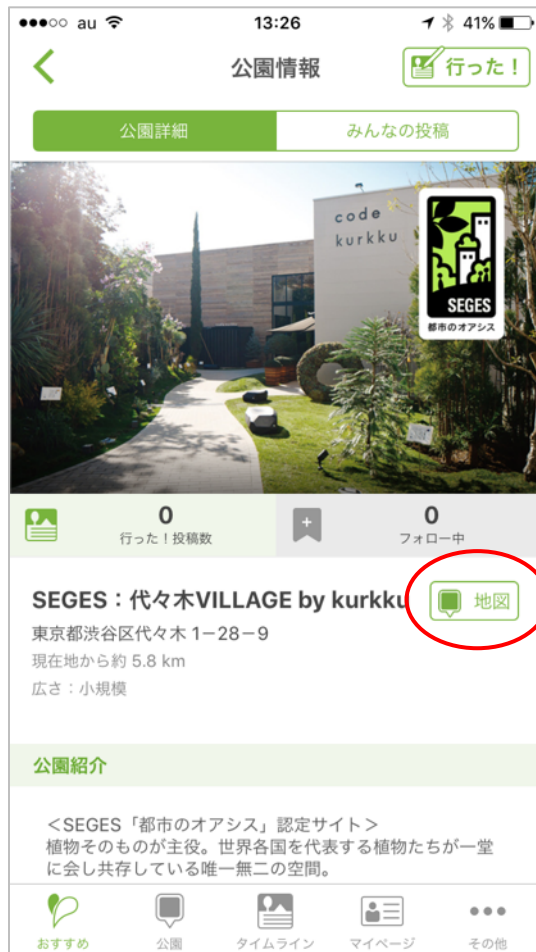 au 13:26 41%
公園情報
行った！
公園詳細
みんなの投稿
code
kurkku
SEGES
都市のオアシス
0
行った！投稿数
0
フォロー中
SEGES：代々木VILLAGE by kurkku
地図
東京都渋谷区代々木 1−28−9
現在地から約 5.8 km
広さ：小規模
公園紹介
＜SEGES「都市のオアシス」認定サイト＞
植物そのものが主役。世界各国を代表する植物たちが一堂
に会し共存している唯一無二の空間。
おすすめ
公園
タイムライン
マイページ
その他